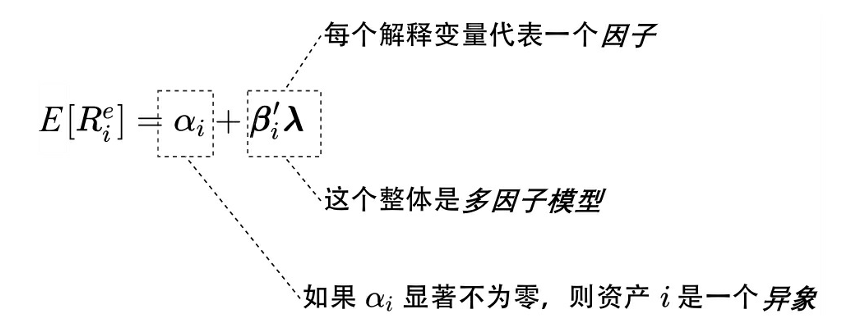 每个解释变量代表一个因子
E[R_i^e] = α_i + β_i′λ
这个整体是多因子模型
如果 α_i 显著不为零，则资产 i 是一个异象